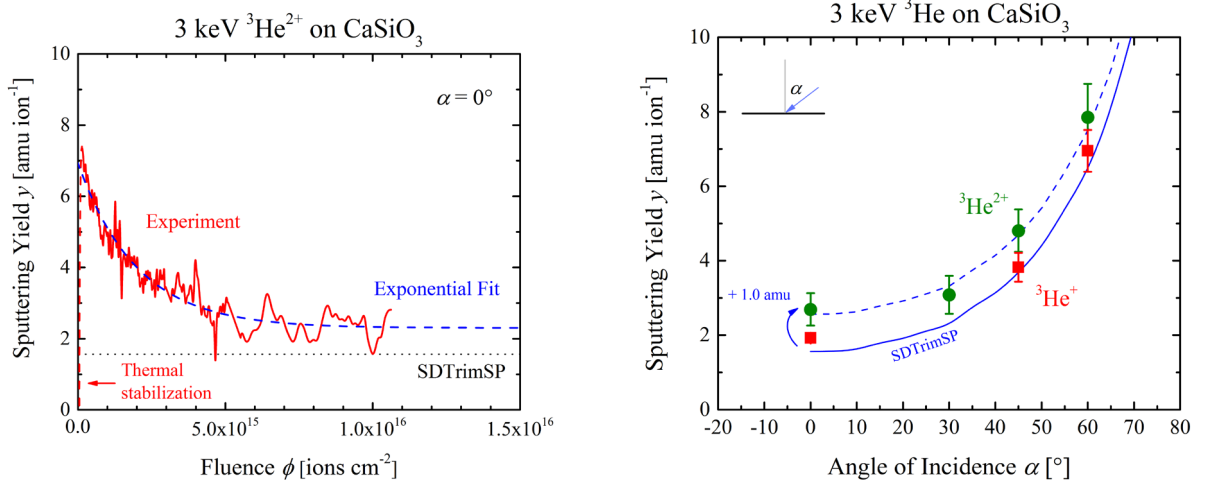 3 keV ³He²⁺ on CaSiO₃
Sputtering Yield y [amu ion⁻¹]
10
8
6
4
2
0
α = 0°
Experiment
Exponential Fit
SDTrimSP
Thermal
stabilization
0.0
5.0x10¹⁵
1.0x10¹⁶
1.5x10¹⁶
Fluence ϕ [ions cm⁻²]
3 keV ³He on CaSiO₃
Sputtering Yield y [amu ion⁻¹]
10
8
6
4
2
0
α
³He²⁺
+ 1.0 amu
³He⁺
SDTrimSP
-20
-10
0
10
20
30
40
50
60
70
80
Angle of Incidence α [°]